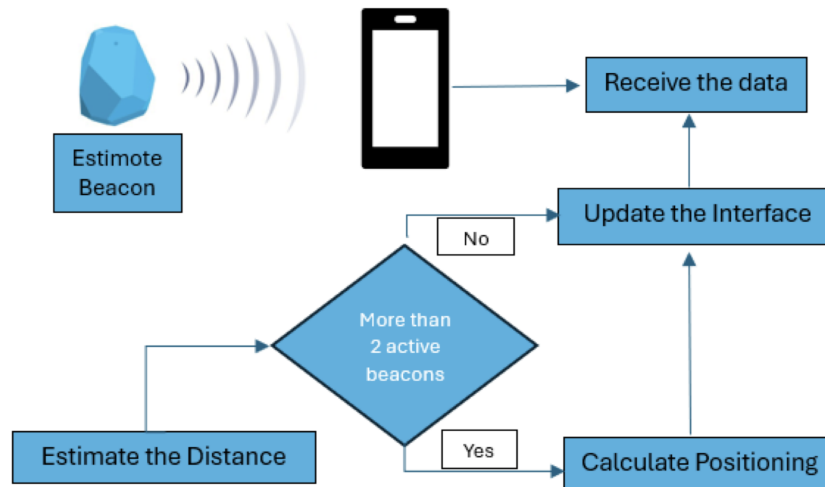 Receive the data
Estimote
Beacon
Update the Interface
No
More than
2 active
beacons
Estimate the Distance
Yes
Calculate Positioning